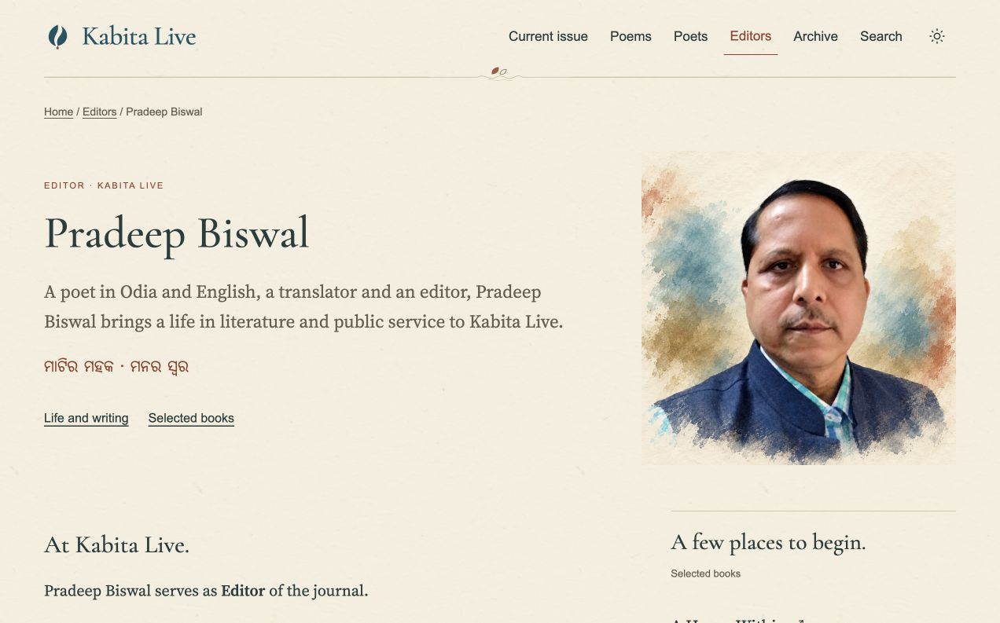 Kabita Live
Current issue
Poems
Poets
Editors
Archive
Search
Home / Editors / Pradeep Biswal
EDITOR · KABITA LIVE
Pradeep Biswal
A poet in Odia and English, a translator and an editor, Pradeep
Biswal brings a life in literature and public service to Kabita Live.
ମାଟିର ମହକ · ମନର ସ୍ୱର
Life and writing
Selected books
At Kabita Live.
Pradeep Biswal serves as Editor of the journal.
A few places to begin.
Selected books